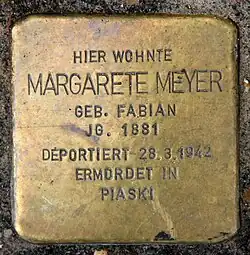 HIER WOHNTE
MARGARETE MEYER
GEB. FABIAN
JG. 1881
DEPORTIERT 28.3.1942
ERMORDET IN
PIASKI